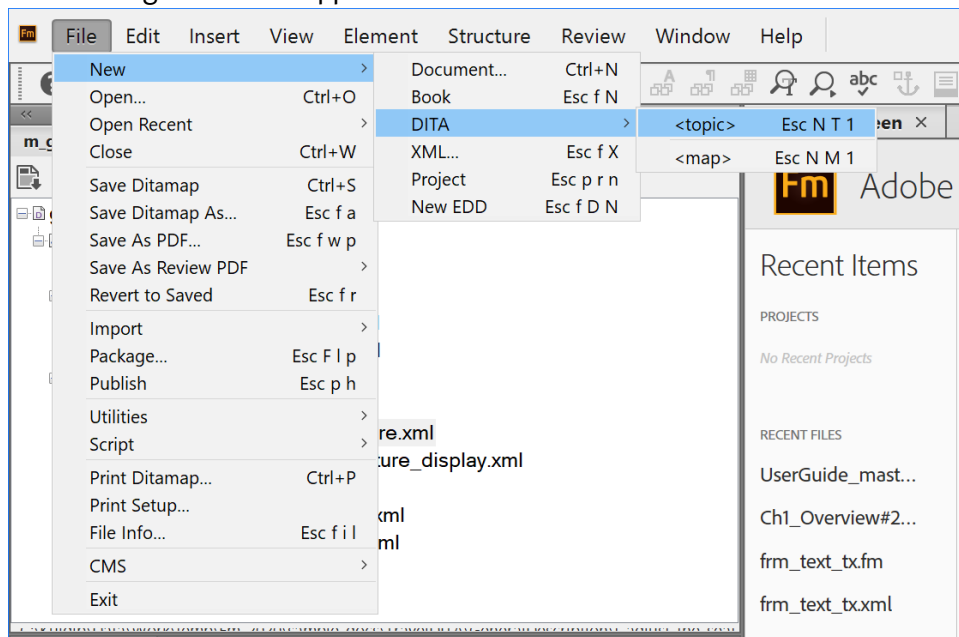 Fm File Edit Insert View Element Structure Review Window Help
New > Document... Ctrl+N
Open... Ctrl+O Book Esc f N
Open Recent > DITA > <topic> Esc N T 1 een ×
Close Ctrl+W XML... Esc f X <map> Esc N M 1
Save Ditamap Ctrl+S Project Esc p r n Fm Adobe
Save Ditamap As... Esc f a New EDD Esc f D N
Save As PDF... Esc f w p
Save As Review PDF > Recent Items
Revert to Saved Esc f r
Import > PROJECTS
Package... Esc F l p No Recent Projects
Publish Esc p h
Utilities >
Script > re.xml RECENT FILES
Print Ditamap... Ctrl+P ture_display.xml UserGuide_mast...
Print Setup... xml Ch1_Overview#2...
File Info... Esc f i l ml
CMS > frm_text_tx.fm
Exit frm_text_tx.xml